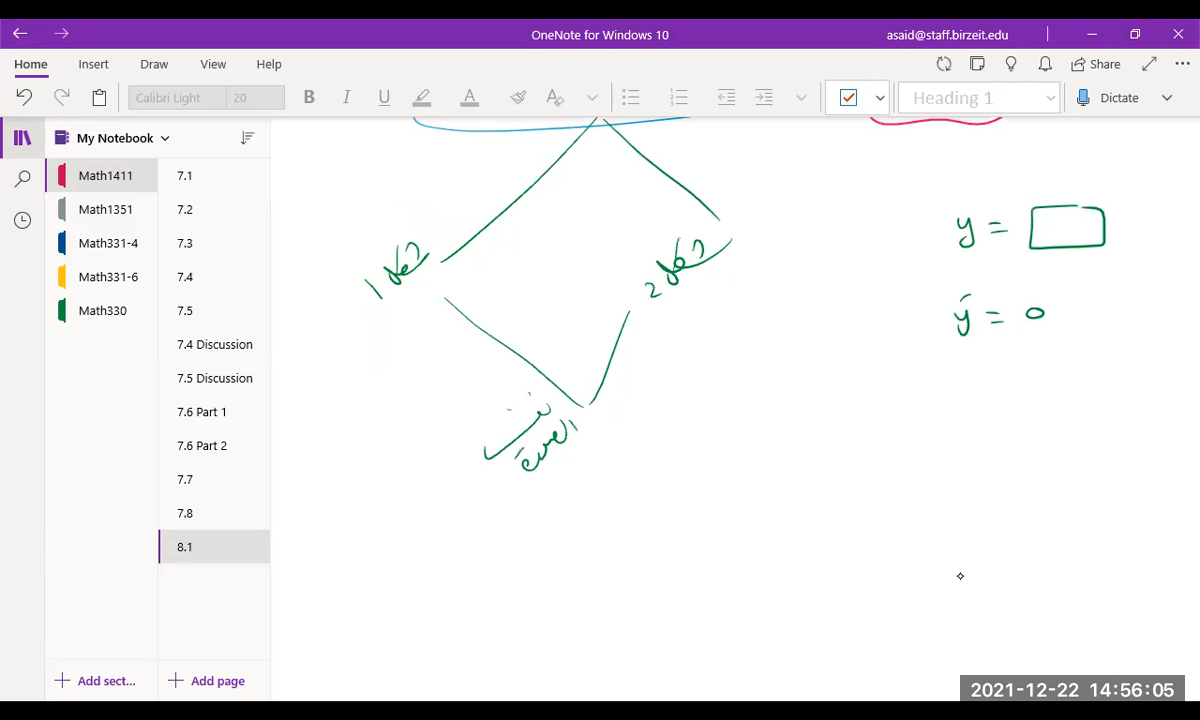 OneNote for Windows 10
asaid@staff.birzeit.edu
Home Insert Draw View Help
Share
Calibri Light 20
B I U A
Heading 1
Dictate
My Notebook
Math1411
Math1351
Math331-4
Math331-6
Math330
7.1
7.2
7.3
7.4
7.5
7.4 Discussion
7.5 Discussion
7.6 Part 1
7.6 Part 2
7.7
7.8
8.1
1
2
y =
ý = 0
Add sect...
Add page
2021-12-22 14:56:05